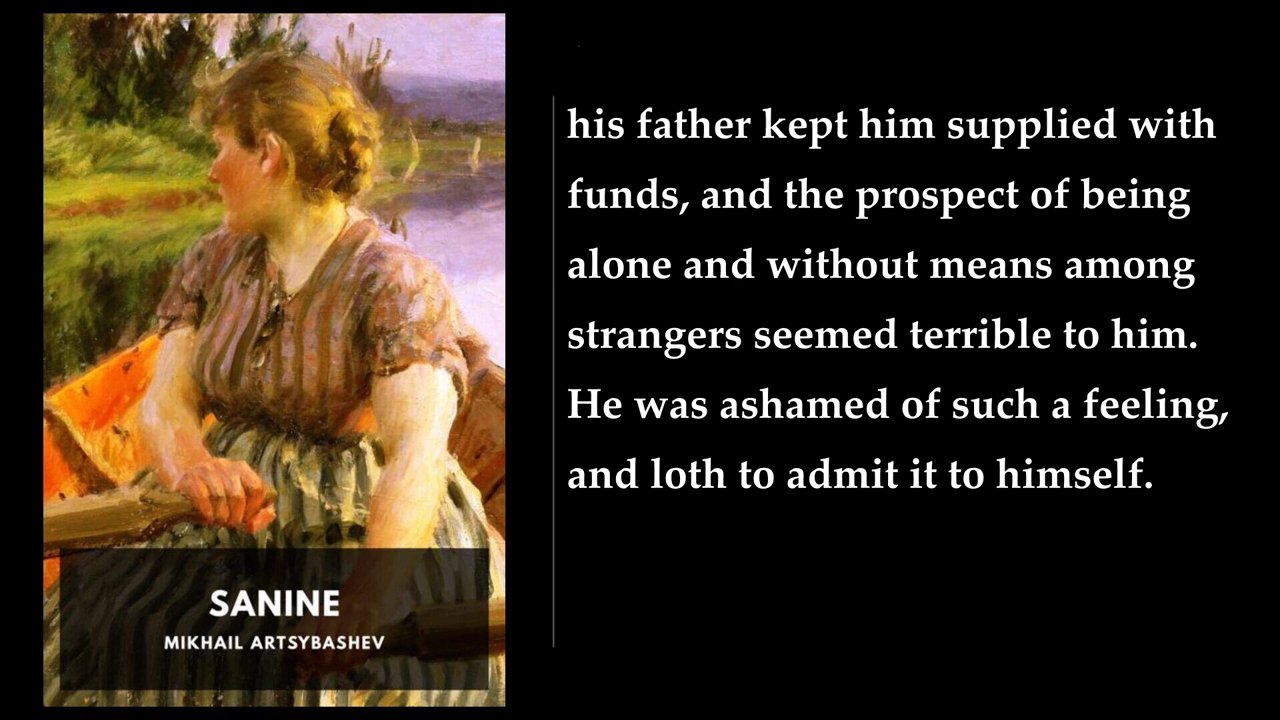 his father kept him supplied with
funds, and the prospect of being
alone and without means among
strangers seemed terrible to him.
He was ashamed of such a feeling,
and loth to admit it to himself.
SANINE
MIKHAIL ARTSYBASHEV